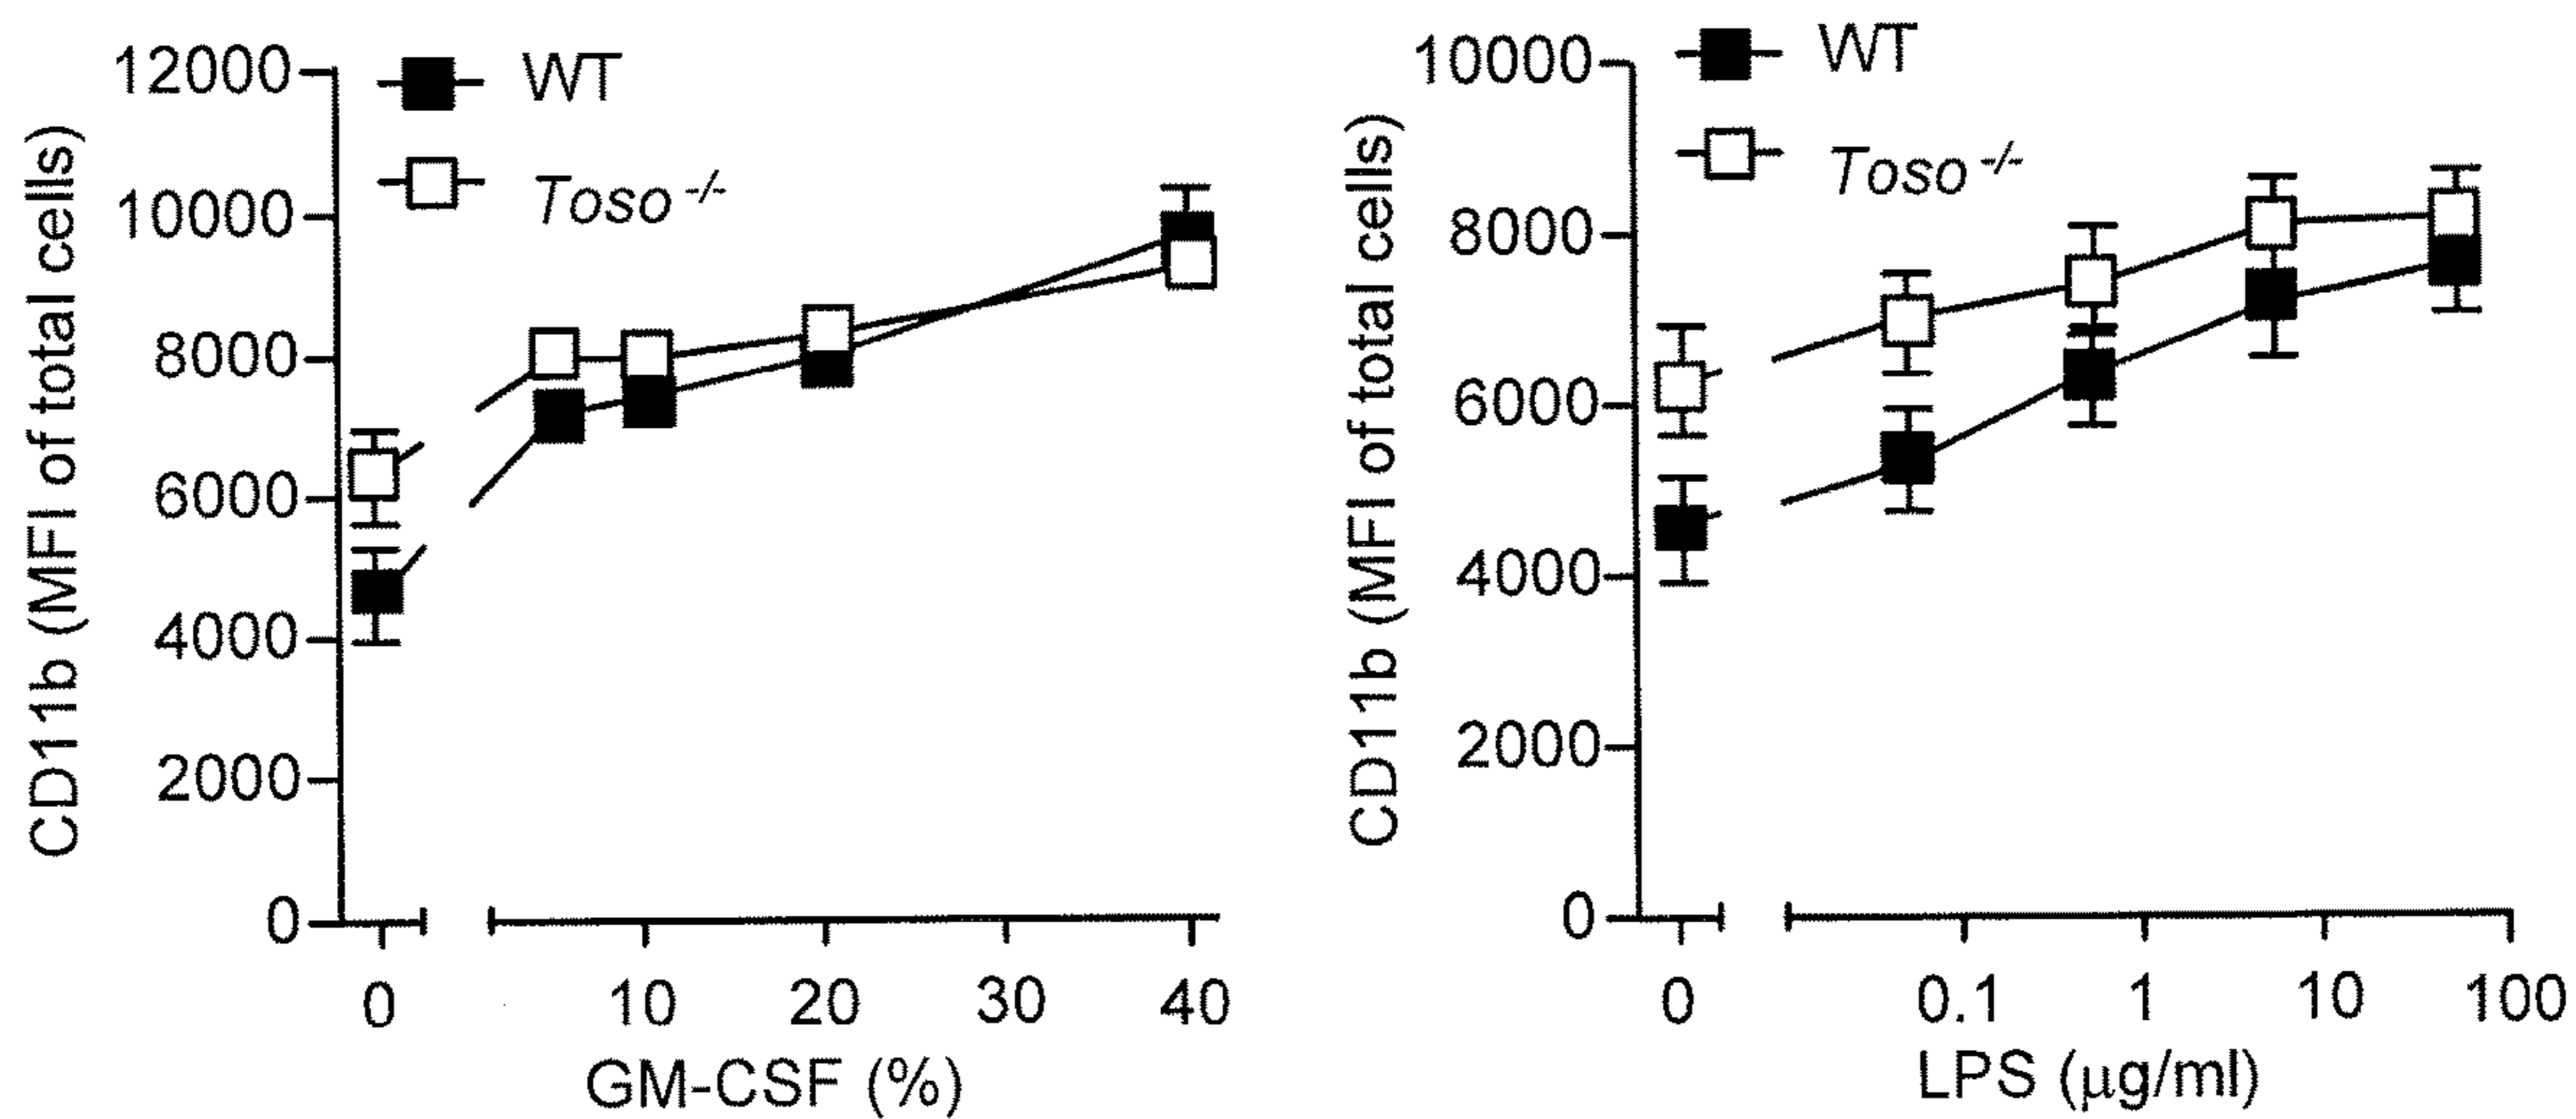 WT
Toso -/-
CD11b (MFI of total cells)
12000
10000
8000
6000
4000
2000
0
0 10 20 30 40
GM-CSF (%)
WT
Toso -/-
CD11b (MFI of total cells)
10000
8000
6000
4000
2000
0
0 0.1 1 10 100
LPS (μg/ml)